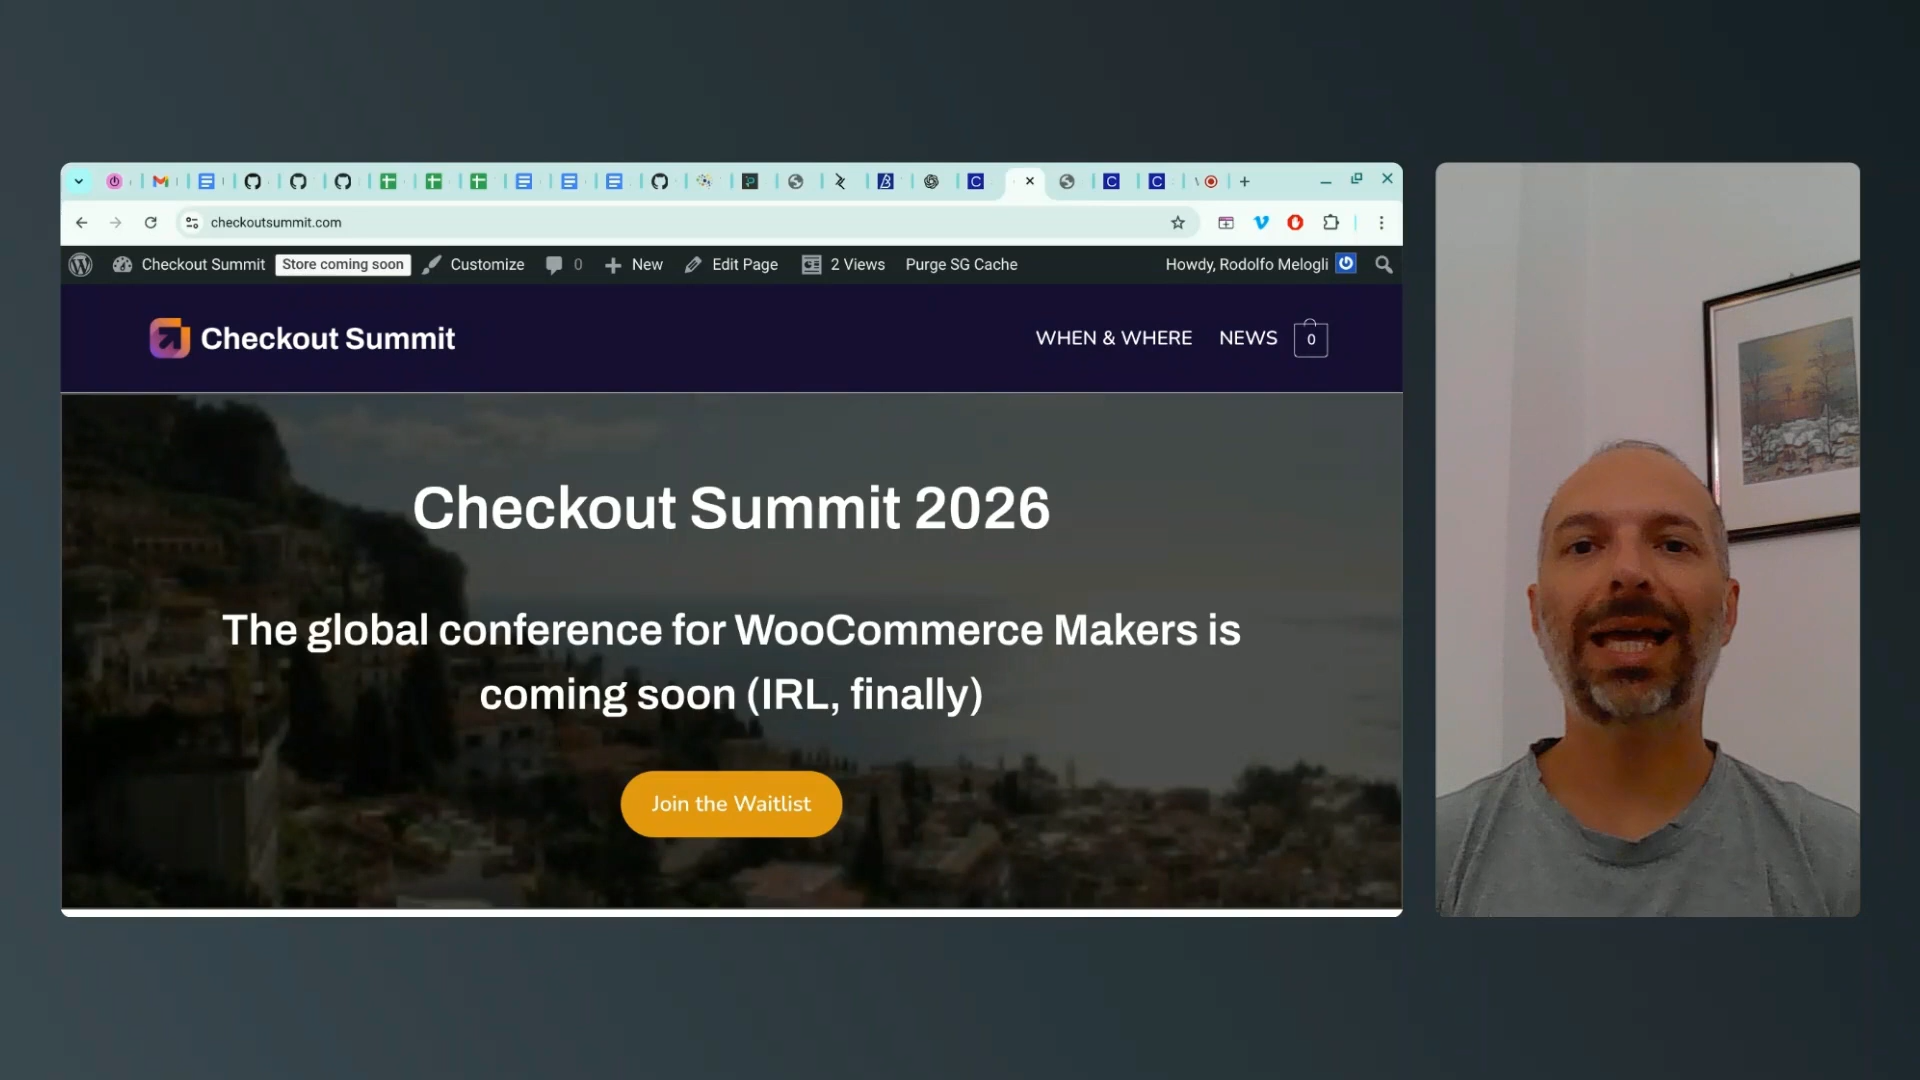 checkoutsummit.com
Checkout Summit Store coming soon Customize 0 New Edit Page 2 Views Purge SG Cache Howdy, Rodolfo Melogli
Checkout Summit WHEN & WHERE NEWS 0
Checkout Summit 2026
The global conference for WooCommerce Makers is
coming soon (IRL, finally)
Join the Waitlist